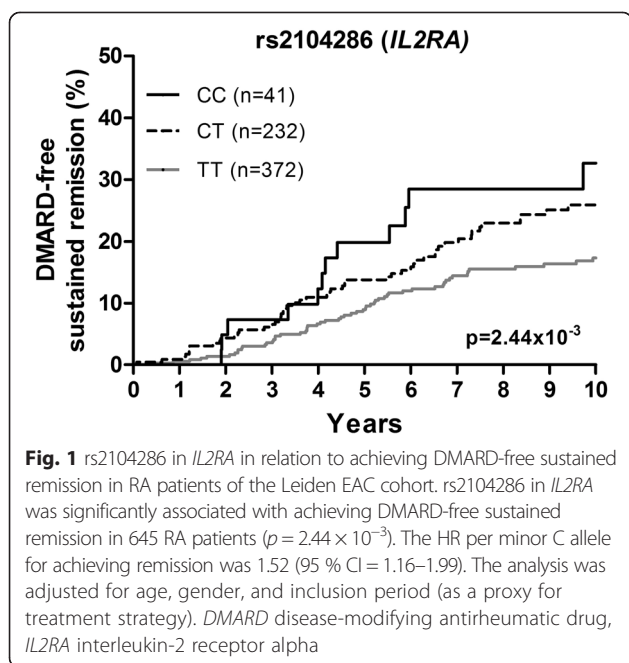 rs2104286 (IL2RA)
DMARD-free
sustained remission (%)
50
40
30
20
10
0
CC (n=41)
CT (n=232)
TT (n=372)
p=2.44x10⁻³
0 1 2 3 4 5 6 7 8 9 10
Years
Fig. 1 rs2104286 in IL2RA in relation to achieving DMARD-free sustained
remission in RA patients of the Leiden EAC cohort. rs2104286 in IL2RA
was significantly associated with achieving DMARD-free sustained
remission in 645 RA patients (p = 2.44 × 10⁻³). The HR per minor C allele
for achieving remission was 1.52 (95 % CI = 1.16–1.99). The analysis was
adjusted for age, gender, and inclusion period (as a proxy for
treatment strategy). DMARD disease-modifying antirheumatic drug,
IL2RA interleukin-2 receptor alpha